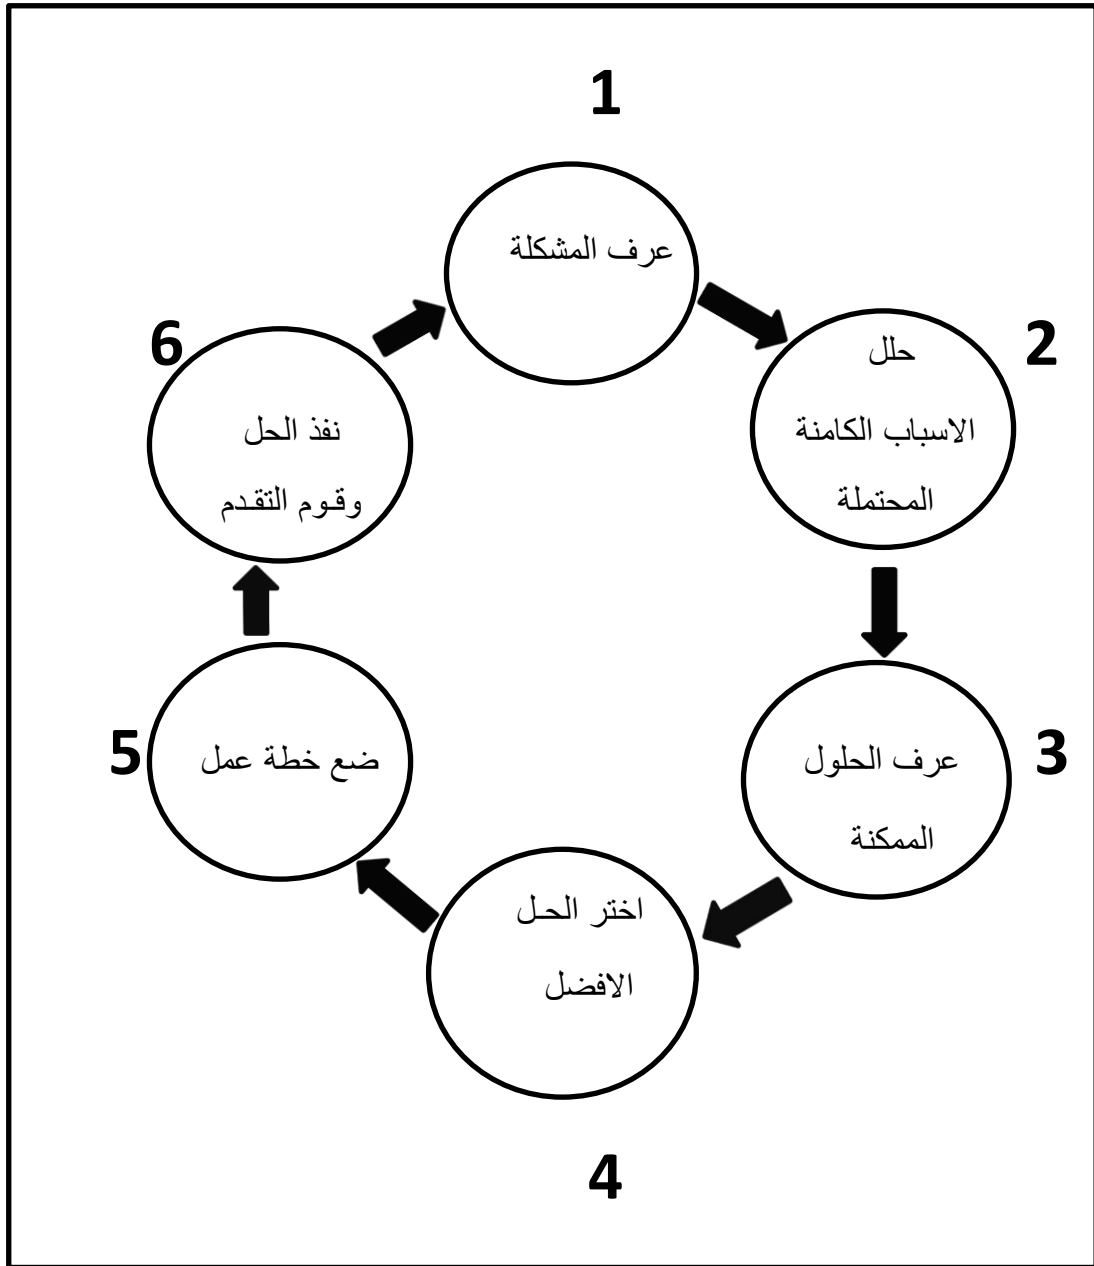 1
عرف المشكلة
2
حلل
الاسباب الكامنة
المحتملة
3
عرف الحلول
الممكنة
4
اختر الحل
الافضل
5
ضع خطة عمل
6
نفذ الحل
وقوم التقدم